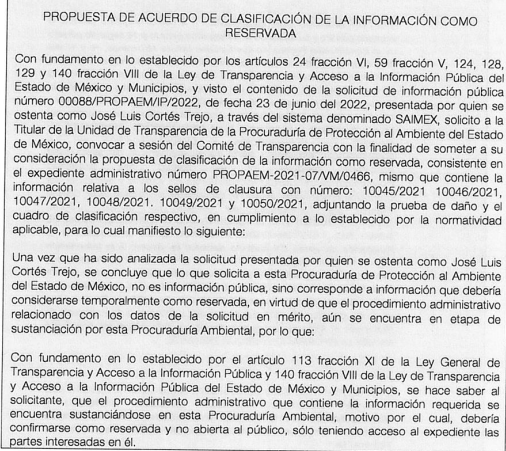 PROPUESTA DE ACUERDO DE CLASIFICACIÓN DE LA INFORMACIÓN COMO
RESERVADA
Con fundamento en lo establecido por los artículos 24 fracción VI, 59 fracción V, 124, 128,
129 y 140 fracción VIII de la Ley de Transparencia y Acceso a la Información Pública del
Estado de México y Municipios, y visto el contenido de la solicitud de información pública
número 00088/PROPAEM/IP/2022, de fecha 23 de junio del 2022, presentada por quien se
ostenta como José Luis Cortés Trejo, a través del sistema denominado SAIMEX, solicito a la
Titular de la Unidad de Transparencia de la Procuraduría de Protección al Ambiente del Estado
de México, convocar a sesión del Comité de Transparencia con la finalidad de someter a su
consideración la propuesta de clasificación de la información como reservada, consistente en
el expediente administrativo número PROPAEM-2021-07/VM/0466, mismo que contiene la
información relativa a los sellos de clausura con número: 10045/2021 10046/2021,
10047/2021, 10048/2021. 10049/2021 y 10050/2021, adjuntando la prueba de daño y el
cuadro de clasificación respectivo, en cumplimiento a lo establecido por la normatividad
aplicable, para lo cual manifiesto lo siguiente:
Una vez que ha sido analizada la solicitud presentada por quien se ostenta como José Luis
Cortés Trejo, se concluye que lo que solicita a esta Procuraduría de Protección al Ambiente
del Estado de México, no es información pública, sino corresponde a información que debería
considerarse temporalmente como reservada, en virtud de que el procedimiento administrativo
relacionado con los datos de la solicitud en mérito, aún se encuentra en etapa de
sustanciación por esta Procuraduría Ambiental, por lo que:
Con fundamento en lo establecido por el artículo 113 fracción XI de la Ley General de
Transparencia y Acceso a la Información Pública y 140 fracción VIII de la Ley de Transparencia
y Acceso a la Información Pública del Estado de México y Municipios, se hace saber al
solicitante, que el procedimiento administrativo que contiene la información requerida se
encuentra sustanciándose en esta Procuraduría Ambiental, motivo por el cual, debería
confirmarse como reservada y no abierta al público, sólo teniendo acceso al expediente las
partes interesadas en él.